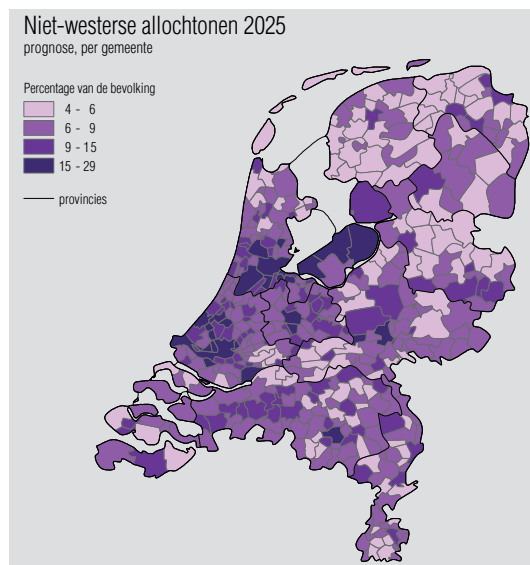 Niet-westerse allochtonen 2025
prognose, per gemeente
Percentage van de bevolking
4 - 6
6 - 9
9 - 15
15 - 29
provincies